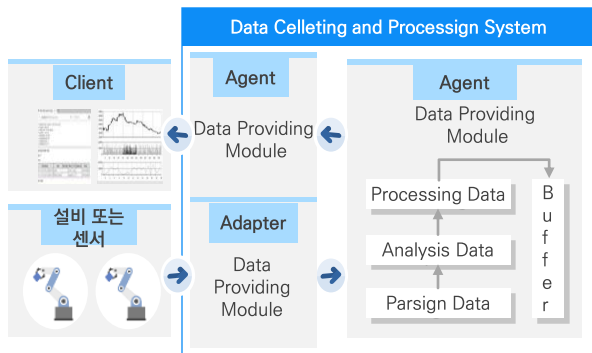 Data Celleting and Processign System
Client
Agent
Data Providing
Module
Agent
Data Providing
Module
Processing Data
Analysis Data
Parsign Data
B
u
f
f
e
r
설비 또는
센서
Adapter
Data
Providing
Module